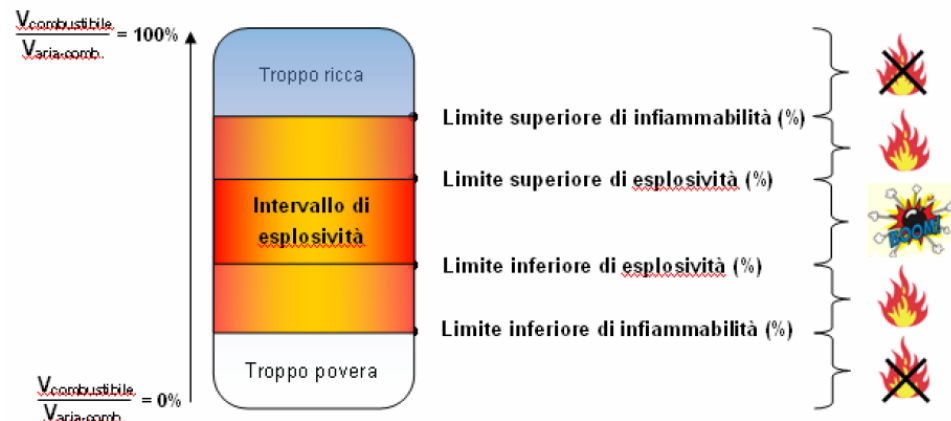 Vcombustibile
Varia-comb.
= 100%
Troppo ricca
Limite superiore di infiammabilità (%)
Limite superiore di esplosività (%)
Intervallo di
esplosività
BOOM!
Limite inferiore di esplosività (%)
Limite inferiore di infiammabilità (%)
Troppo povera
Vcombustibile
Varia-comb.
= 0%